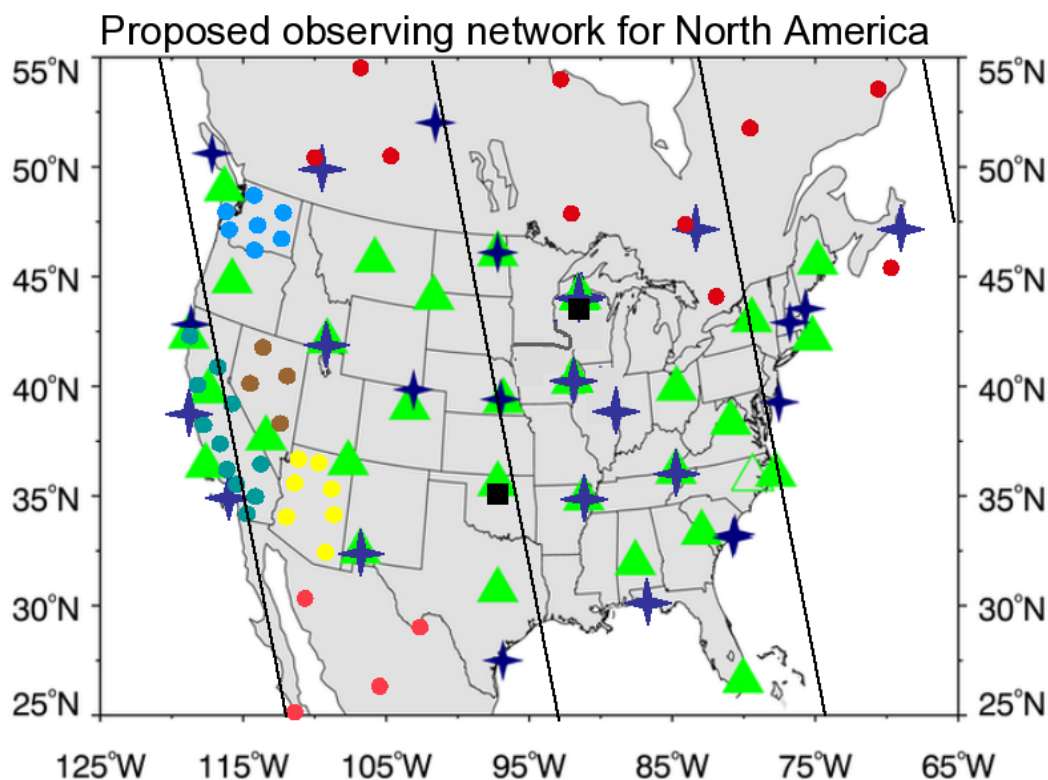 Proposed observing network for North America
55°N 55°N
50°N 50°N
45°N 45°N
40°N 40°N
35°N 35°N
30°N 30°N
25°N 25°N
125°W 115°W 105°W 95°W 85°W 75°W 65°W